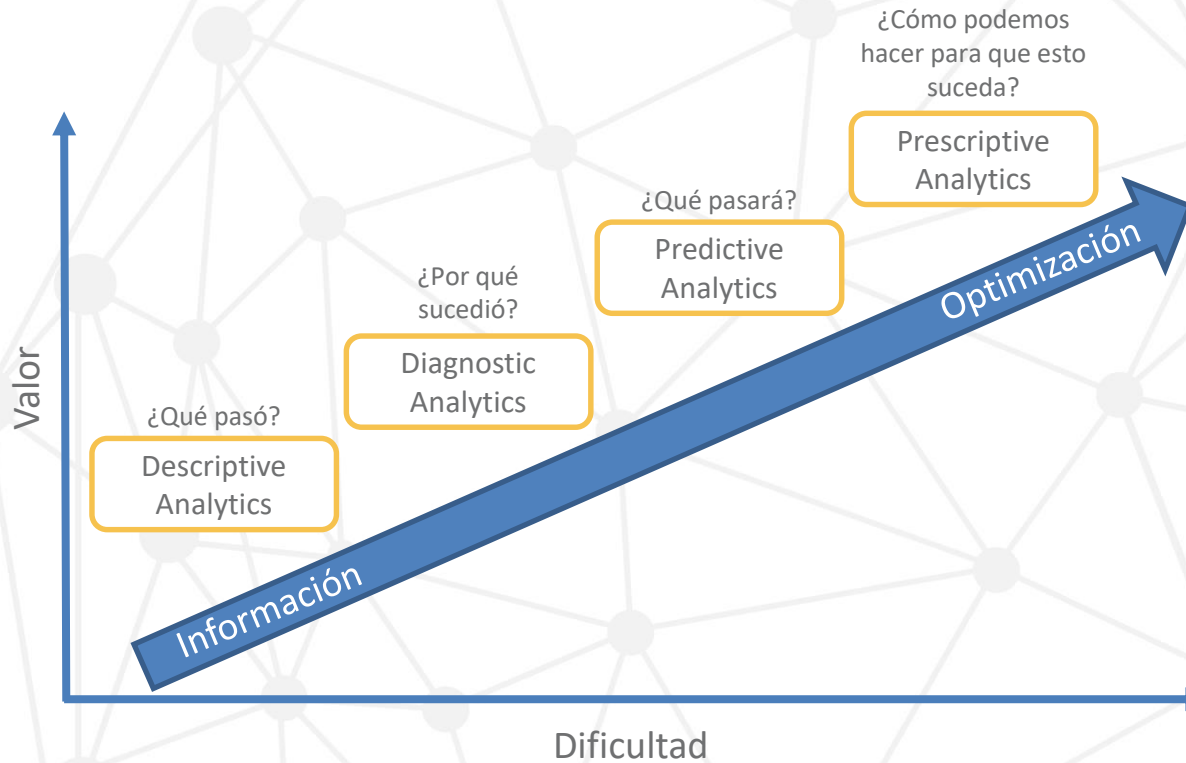 ¿Cómo podemos
hacer para que esto
suceda?
Prescriptive
Analytics
¿Qué pasará?
Predictive
Analytics
¿Por qué
sucedió?
Diagnostic
Analytics
¿Qué pasó?
Descriptive
Analytics
Valor
Información
Optimización
Dificultad